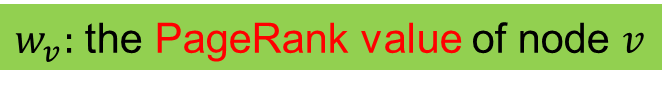 w_v: the PageRank value of node v